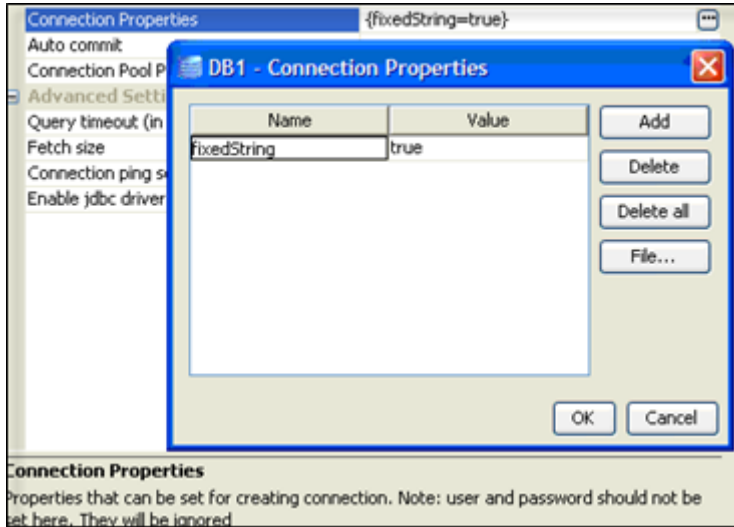 Connection Properties {fixedString=true}
Auto commit
Connection Pool P
DB1 - Connection Properties
Advanced Setti
Query timeout (in
Fetch size
Connection ping s
Enable jdbc driver
Name Value
fixedString true
Add
Delete
Delete all
File...
OK Cancel
Connection Properties
Properties that can be set for creating connection. Note: user and password should not be
set here. They will be ignored